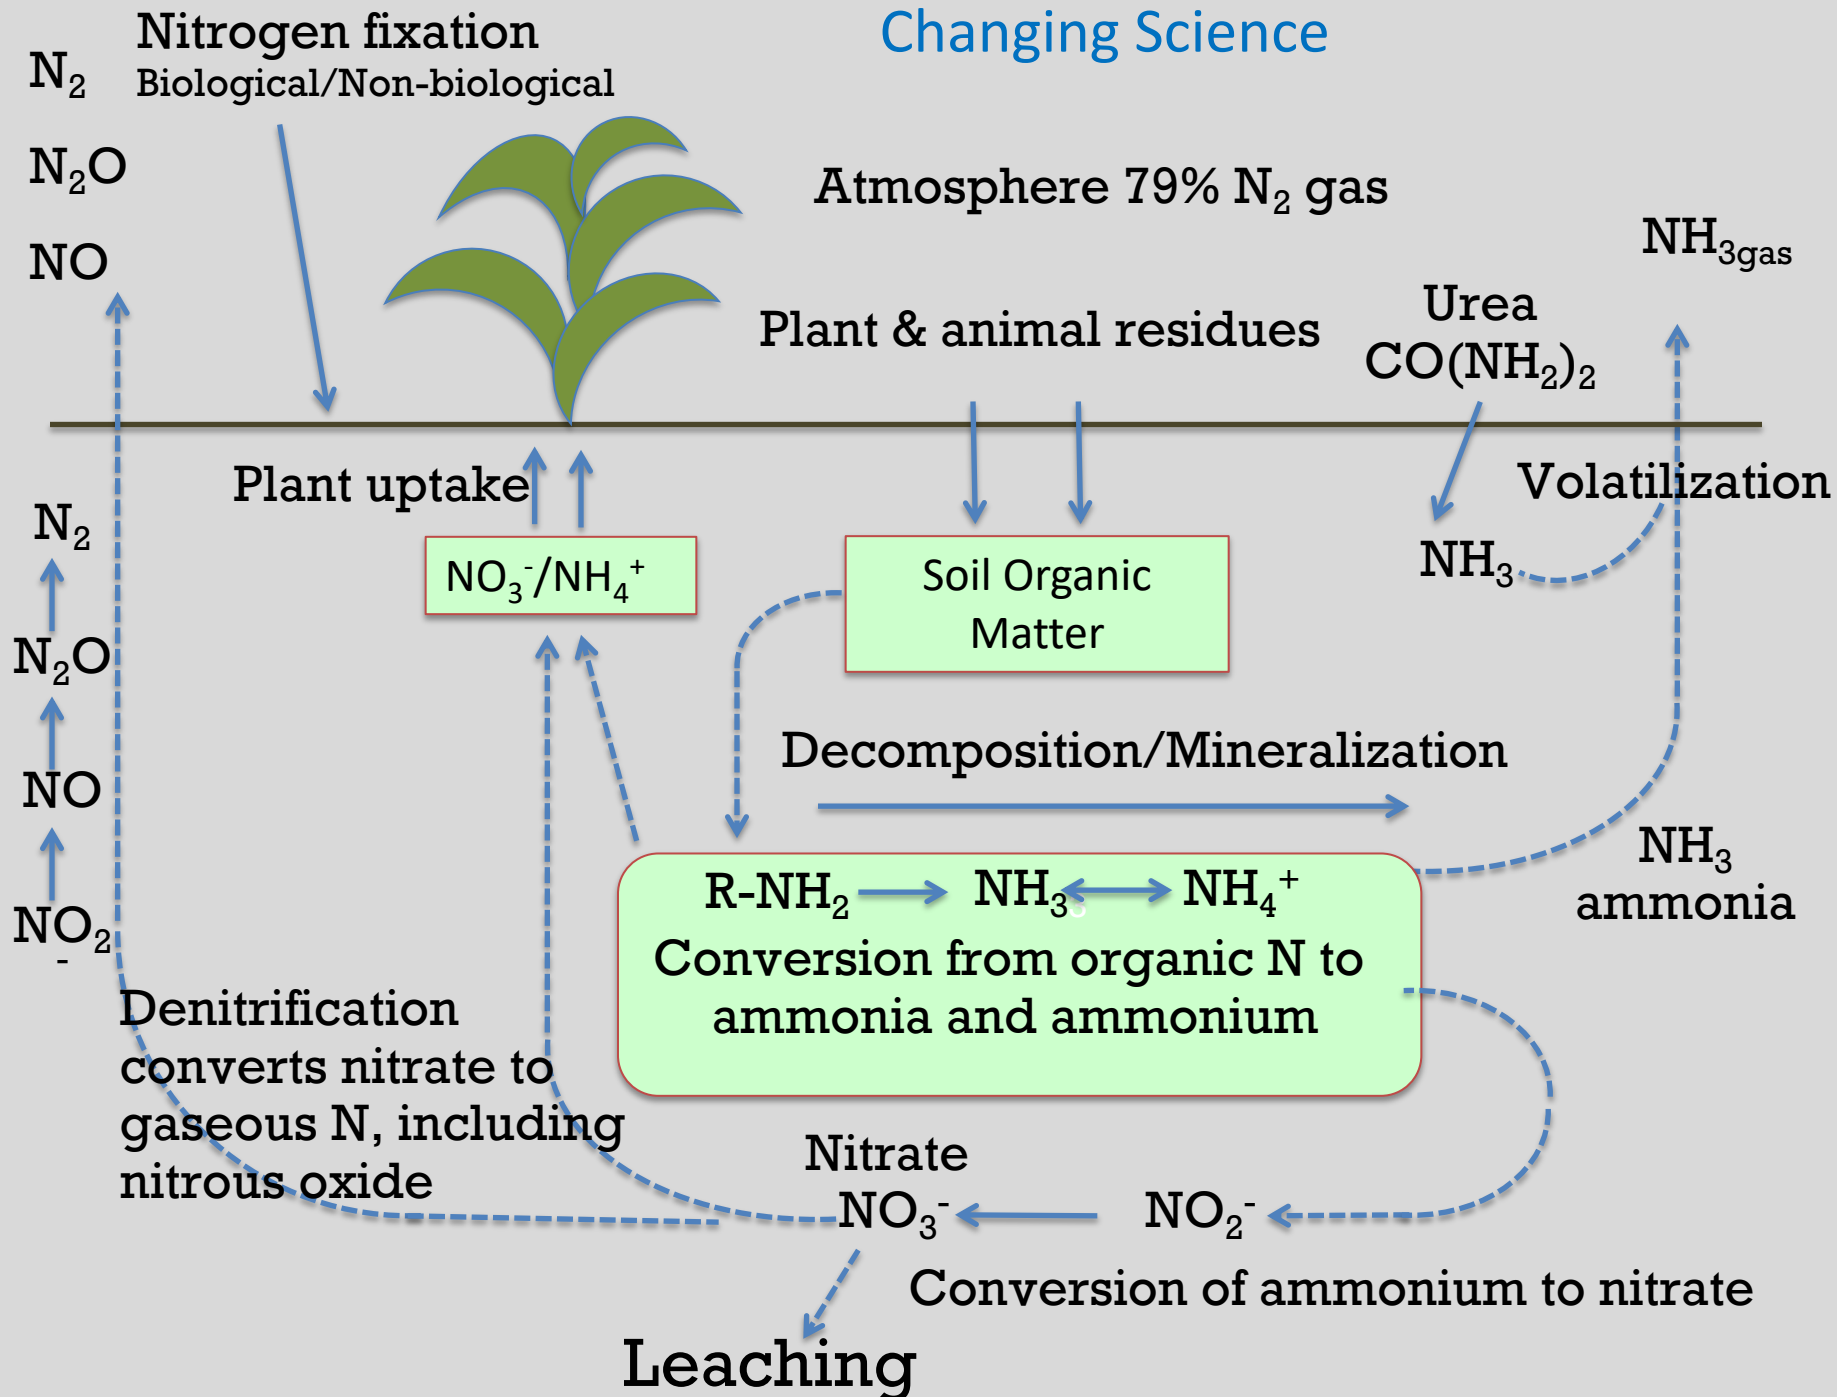 Changing Science
Nitrogen fixation
Biological/Non-biological
N₂
N₂O
NO
Atmosphere 79% N₂ gas
NH₃gas
Plant & animal residues
Urea
CO(NH₂)₂
Plant uptake
Volatilization
N₂
N₂O
NO
NO₂
-
NO₃⁻/NH₄⁺
Soil Organic
Matter
NH₃
Decomposition/Mineralization
NH₃
ammonia
R-NH₂ NH₃₃ NH₄⁺
Conversion from organic N to
ammonia and ammonium
Denitrification
converts nitrate to
gaseous N, including
nitrous oxide
Nitrate
NO₃⁻ NO₂⁻
Conversion of ammonium to nitrate
Leaching